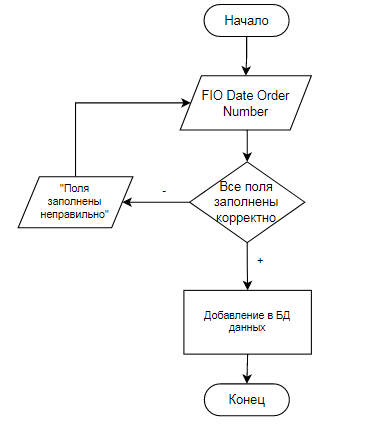 Начало
FIO Date Order
Number
Все поля
заполнены
корректно
"Поля
заполнены
неправильно"
-
+
Добавление в БД
данных
Конец